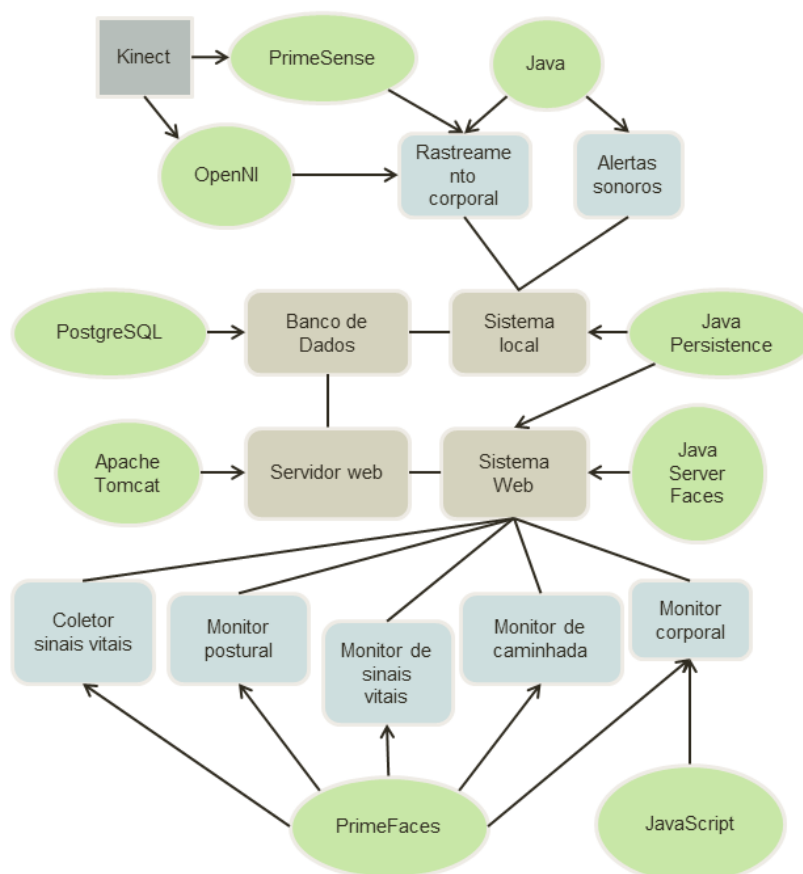 Kinect
PrimeSense
Java
OpenNI
Rastreame
nto
corporal
Alertas
sonoros
PostgreSQL
Banco de
Dados
Sistema
local
Java
Persistence
Apache
Tomcat
Servidor web
Sistema
Web
Java
Server
Faces
Coletor
sinais vitais
Monitor
postural
Monitor de
sinais
vitais
Monitor de
caminhada
Monitor
corporal
PrimeFaces
JavaScript